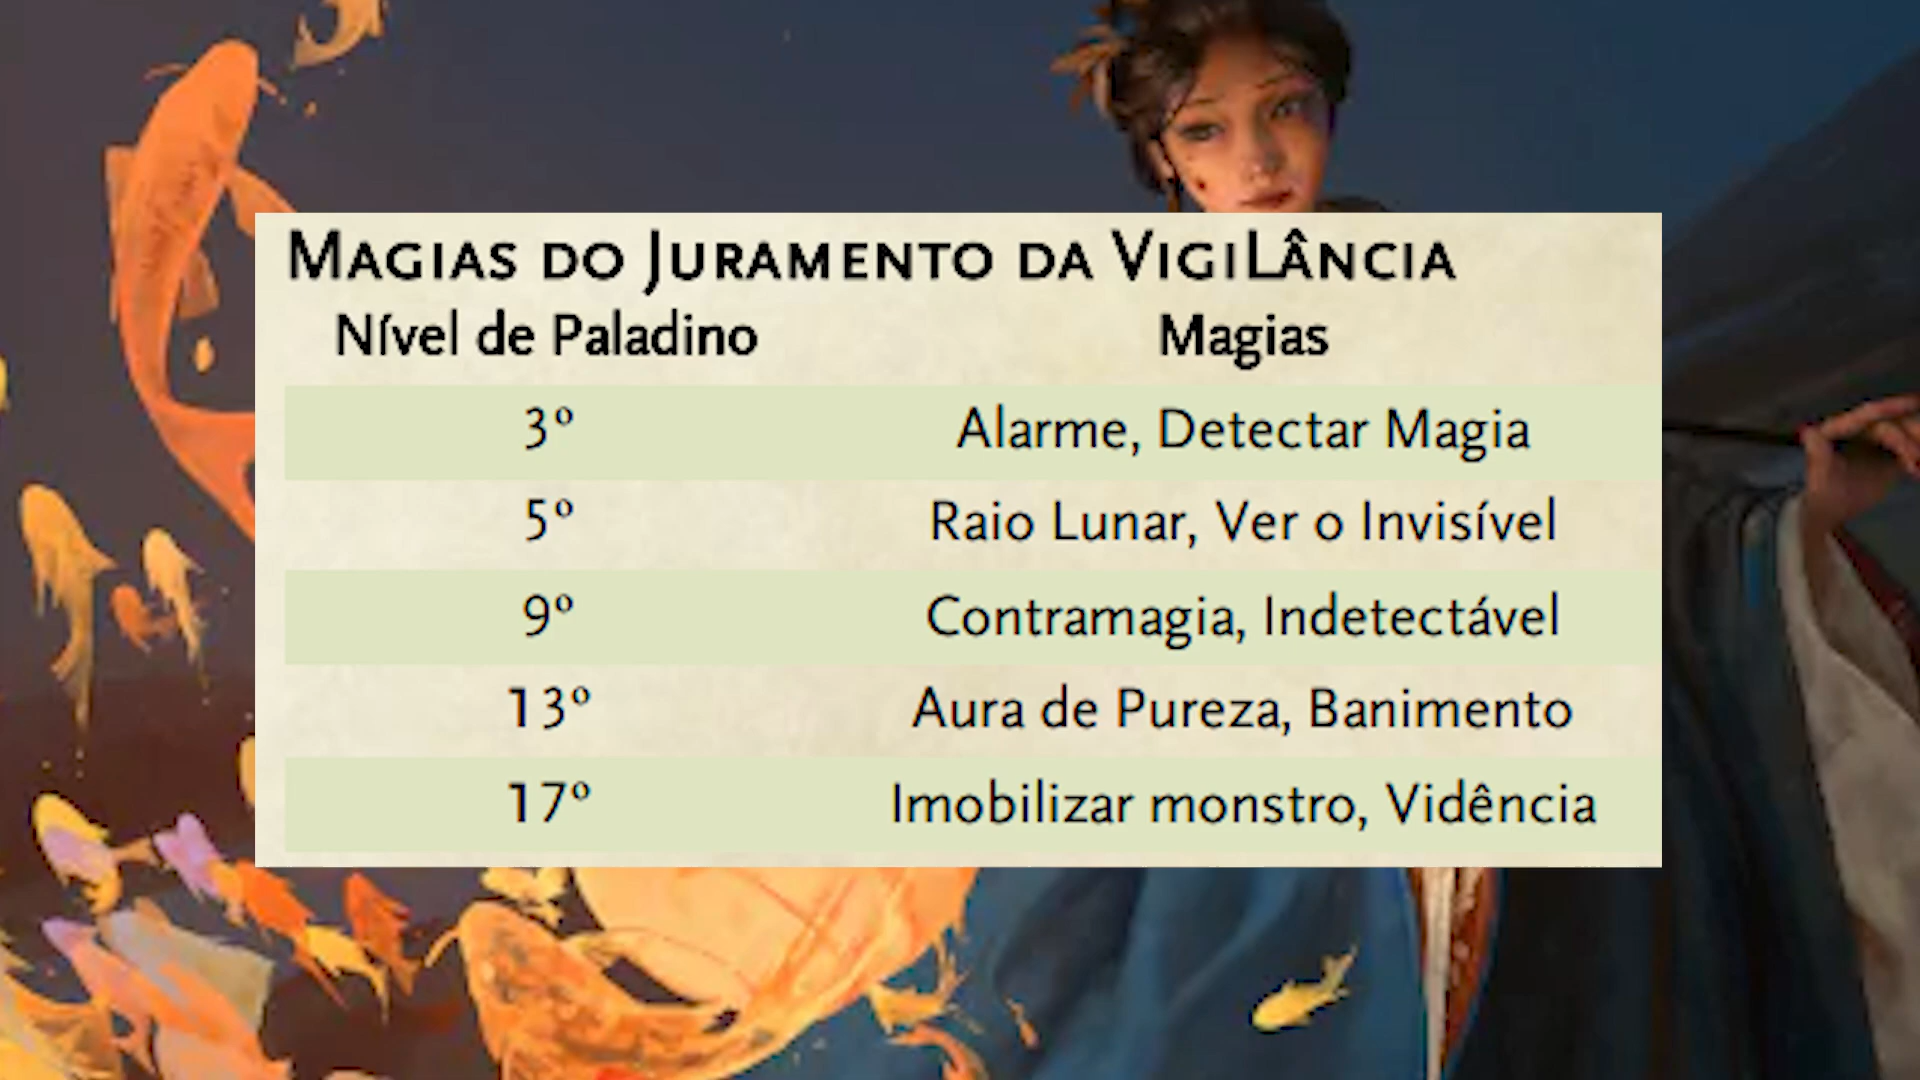 Magias do Juramento da VigiLância
Nível de Paladino Magias
3º Alarme, Detectar Magia
5º Raio Lunar, Ver o Invisível
9º Contramagia, Indetectável
13º Aura de Pureza, Banimento
17º Imobilizar monstro, Vidência